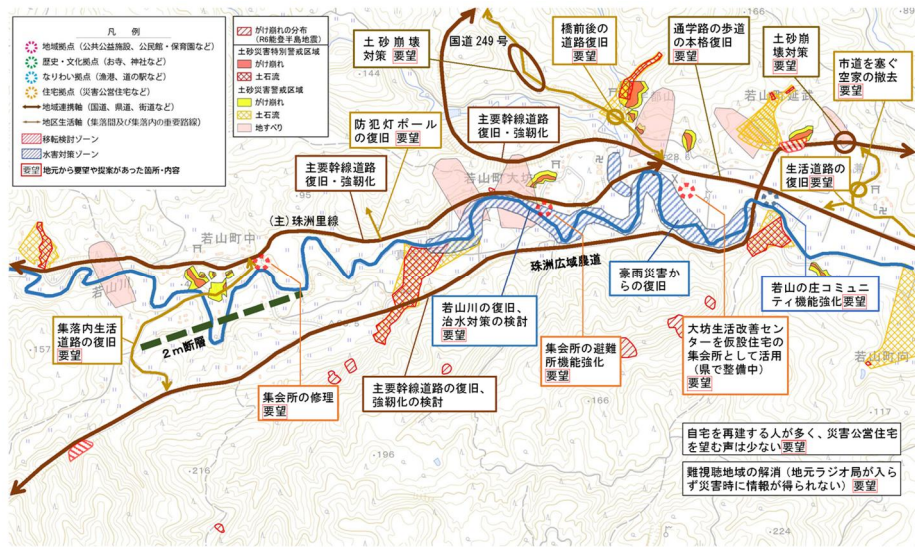 凡　例
地域拠点（公共公益施設、公民館・保育園など）
歴史・文化拠点（お寺、神社など）
なりわい拠点（漁港、道の駅など）
住宅拠点（災害公営住宅など）
地域連携軸（国道、県道、街道など）
地区生活軸（集落間及び集落内の重要路線）
移転検討ゾーン
水害対策ゾーン
要望 地元から要望や提案があった箇所・内容
がけ崩れの分布
（R6能登半島地震）
土砂災害特別警戒区域
がけ崩れ
土石流
土砂災害警戒区域
がけ崩れ
土石流
地すべり
土砂崩壊
対策 要望
国道249号
橋前後の
道路復旧
要望
通学路の歩道
の本格復旧
要望
土砂崩
壊対策
要望
市道を塞ぐ
空家の撤去
要望
144
若山町延武
防犯灯ポール
の復旧 要望
主要幹線道路
復旧・強靭化
主要幹線道路
復旧・強靭化
28.6
若山町大坊
生活道路の
復旧要望
95
（主）珠洲里線
若山町中
珠洲広域農道
豪雨災害か
らの復旧
若山の庄コミュニ
ティ機能強化要望
若山川
２ｍ断層
若山川の復旧、
治水対策の検討
要望
集会所の避難
所機能強化
要望
大坊生活改善セン
ターを仮設住宅の
集会所として活用
（県で整備中）
要望
157
集落内生活
道路の復旧
要望
若山町向
集会所の修理
要望
主要幹線道路の復旧、
強靭化の検討
166
117
自宅を再建する人が多く、災害公営住宅
を望む声は少ない要望
196
216
難視聴地域の解消（地元ラジオ局が入ら
ず災害時に情報が得られない）要望
224